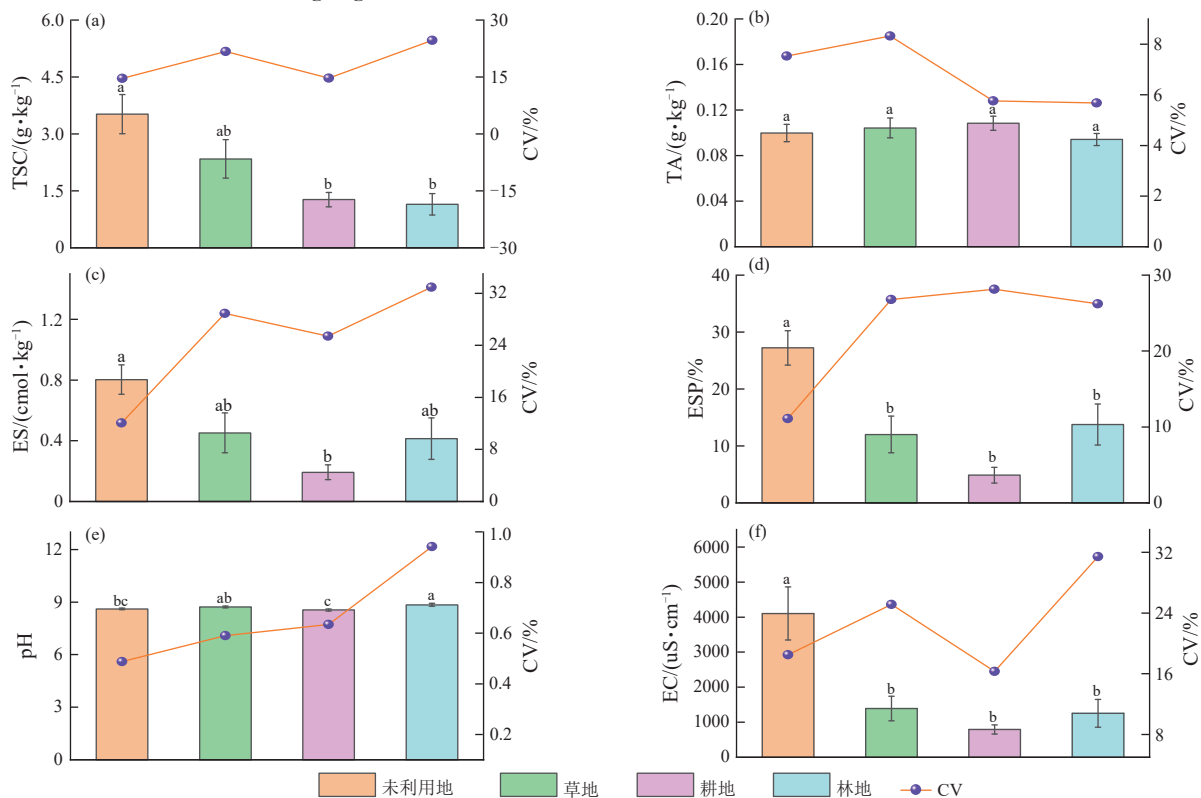 (a)
6.0
4.5
3.0
1.5
0
TSC/(g·kg⁻¹)
a
ab
b
b
30
15
0
−15
−30
CV/%
(b)
0.20
0.16
0.12
0.08
0.04
0
TA/(g·kg⁻¹)
a
a
a
a
8
6
4
2
0
CV/%
(c)
1.2
0.8
0.4
0
ES/(cmol·kg⁻¹)
a
ab
b
ab
32
24
16
8
0
CV/%
(d)
40
30
20
10
0
ESP/%
a
b
b
b
30
20
10
0
CV/%
(e)
12
9
6
3
0
pH
bc
ab
c
a
1.0
0.8
0.6
0.4
0.2
CV/%
(f)
6000
5000
4000
3000
2000
1000
0
EC/(uS·cm⁻¹)
a
b
b
b
32
24
16
8
CV/%
未利用地 草地 耕地 林地 CV